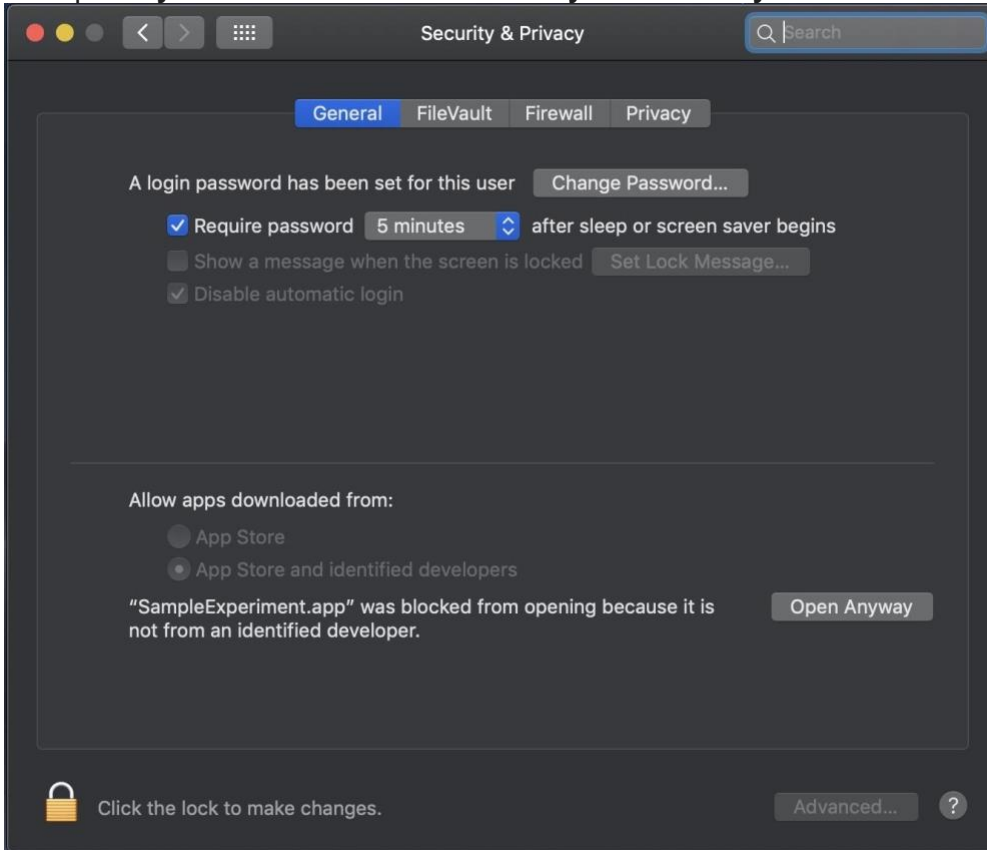 Security & Privacy
Search
General FileVault Firewall Privacy
A login password has been set for this user Change Password...
Require password 5 minutes after sleep or screen saver begins
Show a message when the screen is locked Set Lock Message...
Disable automatic login
Allow apps downloaded from:
App Store
App Store and identified developers
“SampleExperiment.app” was blocked from opening because it is
not from an identified developer.
Open Anyway
Click the lock to make changes.
Advanced... ?